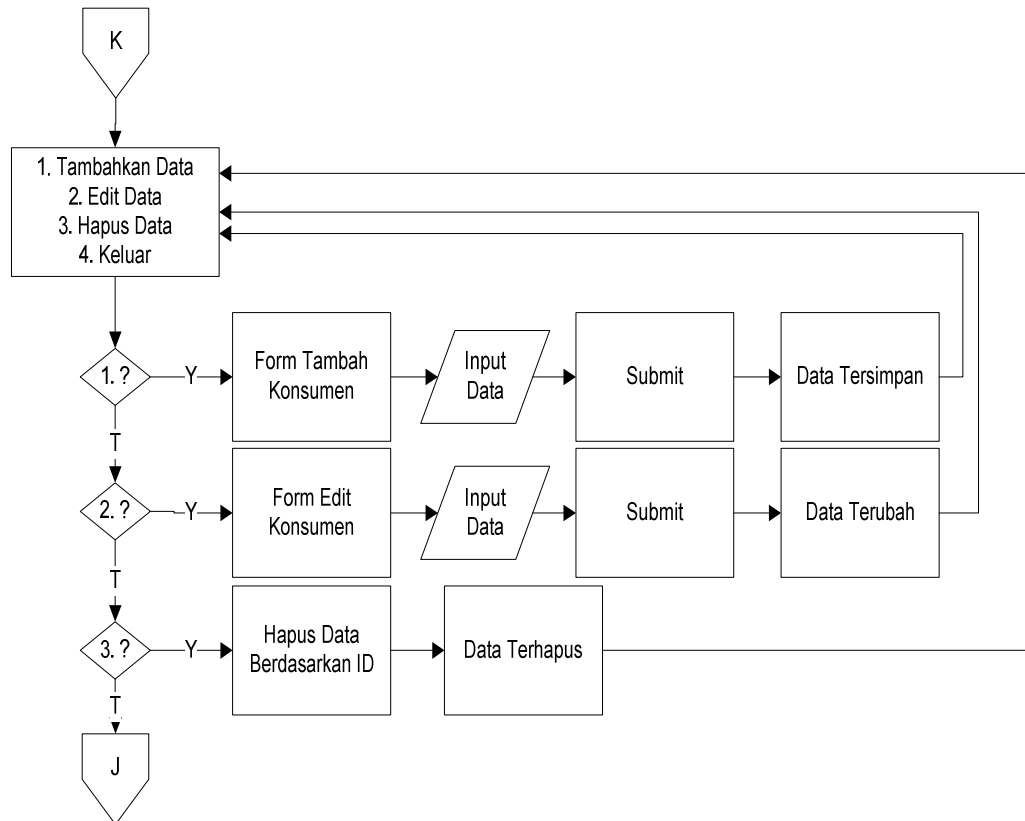 K
1. Tambahkan Data
2. Edit Data
3. Hapus Data
4. Keluar
1. ?
Y
Form Tambah
Konsumen
Input
Data
Submit
Data Tersimpan
T
2. ?
Y
Form Edit
Konsumen
Input
Data
Submit
Data Terubah
T
3. ?
Y
Hapus Data
Berdasarkan ID
Data Terhapus
T
J